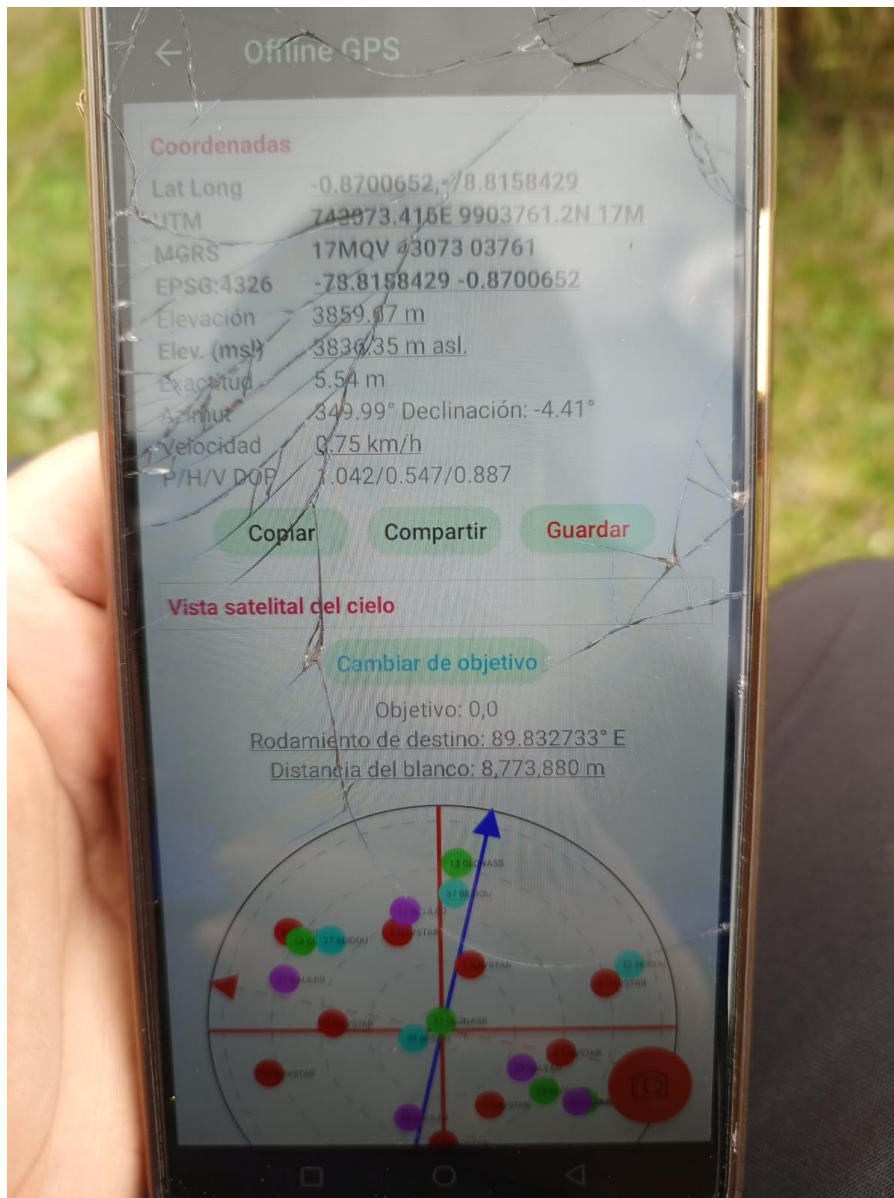 Offline GPS
Coordenadas
Lat Long -0.8700652,-78.8158429
UTM 9903761.2N 17M
MGRS 17MQV 43073 03761
EPSG:4326 -78.8158429 -0.8700652
Elevación 3859.07 m
Elev. (msl) 3836.35 m asl.
Exactitud 5.54 m
Azimut 349.99° Declinación: -4.41°
Velocidad 0.75 km/h
P/H/V DOP 1.042/0.547/0.887
Copiar Compartir Guardar
Vista satelital del cielo
Cambiar de objetivo
Objetivo: 0,0
Rodamiento de destino: 89.832733° E
Distancia del blanco: 8,773,880 m
13 GLONASS
37 BEIDOU
27 BEIDOU
32 BEIDOU
17 GLONASS